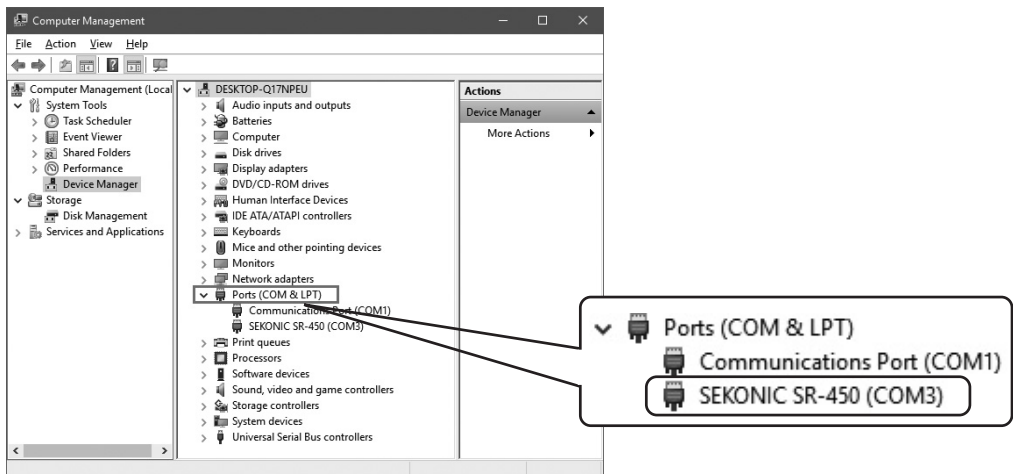 Computer Management
File Action View Help
Computer Management (Local
System Tools
Task Scheduler
Event Viewer
Shared Folders
Performance
Device Manager
Storage
Disk Management
Services and Applications
DESKTOP-Q17NPEU
Audio inputs and outputs
Batteries
Computer
Disk drives
Display adapters
DVD/CD-ROM drives
Human Interface Devices
IDE ATA/ATAPI controllers
Keyboards
Mice and other pointing devices
Monitors
Network adapters
Ports (COM & LPT)
Communications Port (COM1)
SEKONIC SR-450 (COM3)
Print queues
Processors
Software devices
Sound, video and game controllers
Storage controllers
System devices
Universal Serial Bus controllers
Actions
Device Manager
More Actions
Ports (COM & LPT)
Communications Port (COM1)
SEKONIC SR-450 (COM3)